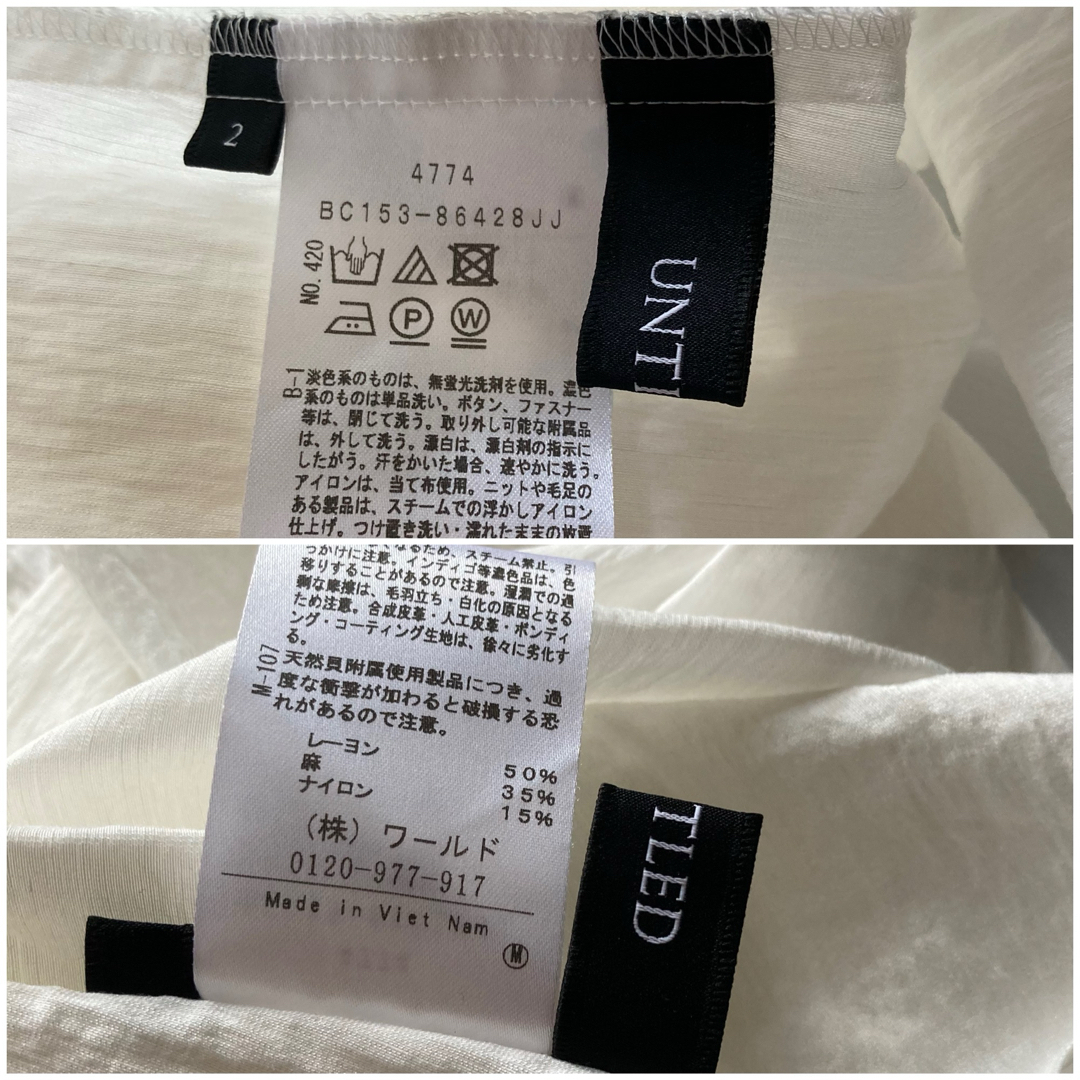 2
4774
BC153-86428JJ
NO.420
P
W
UNTI
B-1
淡色系のものは、無蛍光洗剤を使用。濃色
系のものは単品洗い。ボタン、ファスナー
等は、閉じて洗う。取り外し可能な附属品
は、外して洗う。漂白は、漂白剤の指示に
したがう。汗をかいた場合、速やかに洗う。
アイロンは、当て布使用。ニットや毛足の
ある製品は、スチームでの浮かしアイロン
仕上げ。つけ置き洗い・濡れたままの放置
なるため、スチーム禁止。引
っかけに注意。インディゴ等濃色品は、色
移りすることがあるので注意。湿潤での過
剰な摩擦は、毛羽立ち・白化の原因となる
ため注意。合成皮革・人工皮革・ボンディ
ング・コーティング生地は、徐々に劣化す
る。
M-107
天然貝附属使用製品につき、過
度な衝撃が加わると破損する恐
れがあるので注意。
レーヨン 50%
麻 35%
ナイロン 15%
(株) ワールド
0120-977-917
Made in Viet Nam
M
TLED